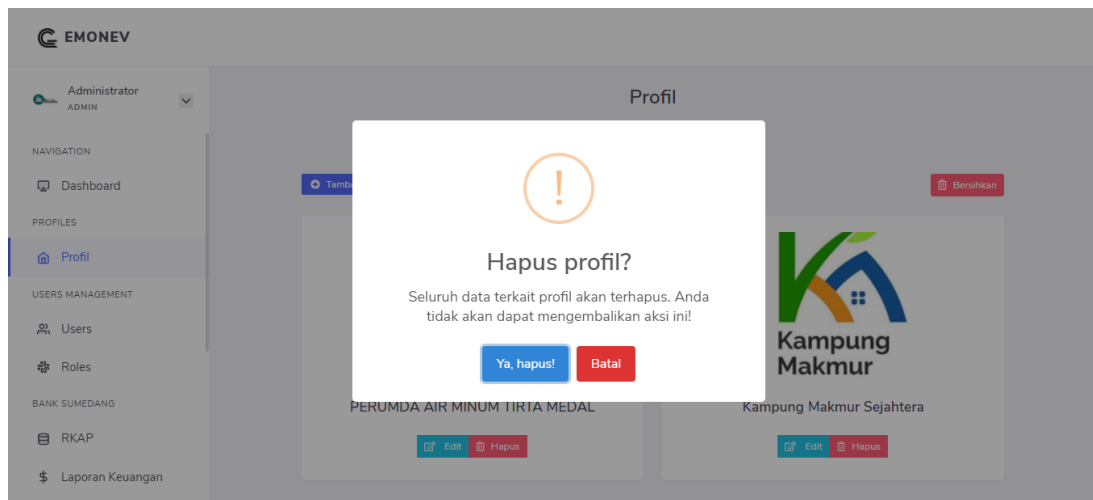 EMONEV
Administrator
ADMIN
NAVIGATION
Dashboard
PROFILES
Profil
USERS MANAGEMENT
Users
Roles
BANK SUMEDANG
RKAP
$ Laporan Keuangan
Profil
Bersihkan
!
Hapus profil?
Seluruh data terkait profil akan terhapus. Anda
tidak akan dapat mengembalikan aksi ini!
Ya, hapus!
Batal
PERUMDA AIR MINUM TIRTA MEDAL
Edit
Hapus
Kampung
Makmur
Kampung Makmur Sejahtera
Edit
Hapus